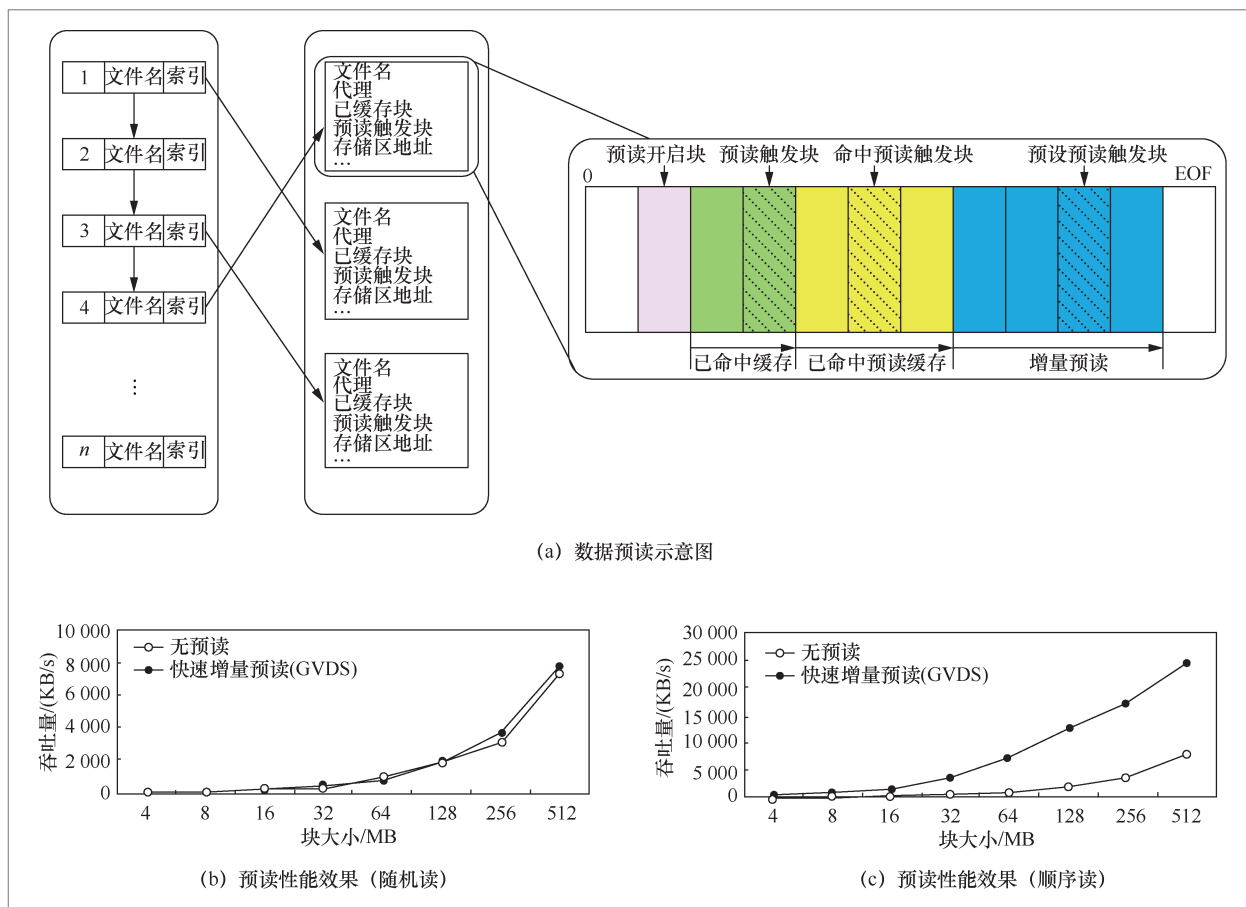 1 文件名 索引
2 文件名 索引
3 文件名 索引
4 文件名 索引
⋮
n 文件名 索引
文件名
代理
已缓存块
预读触发块
存储区地址
…
文件名
代理
已缓存块
预读触发块
存储区地址
…
文件名
代理
已缓存块
预读触发块
存储区地址
…
预读开启块 预读触发块 命中预读触发块 预设预读触发块
0 EOF
已命中缓存 已命中预读缓存 增量预读
(a) 数据预读示意图
10 000
8 000
6 000
4 000
2 000
0
吞吐量/(KB/s)
无预读
快速增量预读(GVDS)
4 8 16 32 64 128 256 512
块大小/MB
(b) 预读性能效果（随机读）
30 000
25 000
20 000
15 000
10 000
5 000
0
吞吐量/(KB/s)
无预读
快速增量预读(GVDS)
4 8 16 32 64 128 256 512
块大小/MB
(c) 预读性能效果（顺序读）